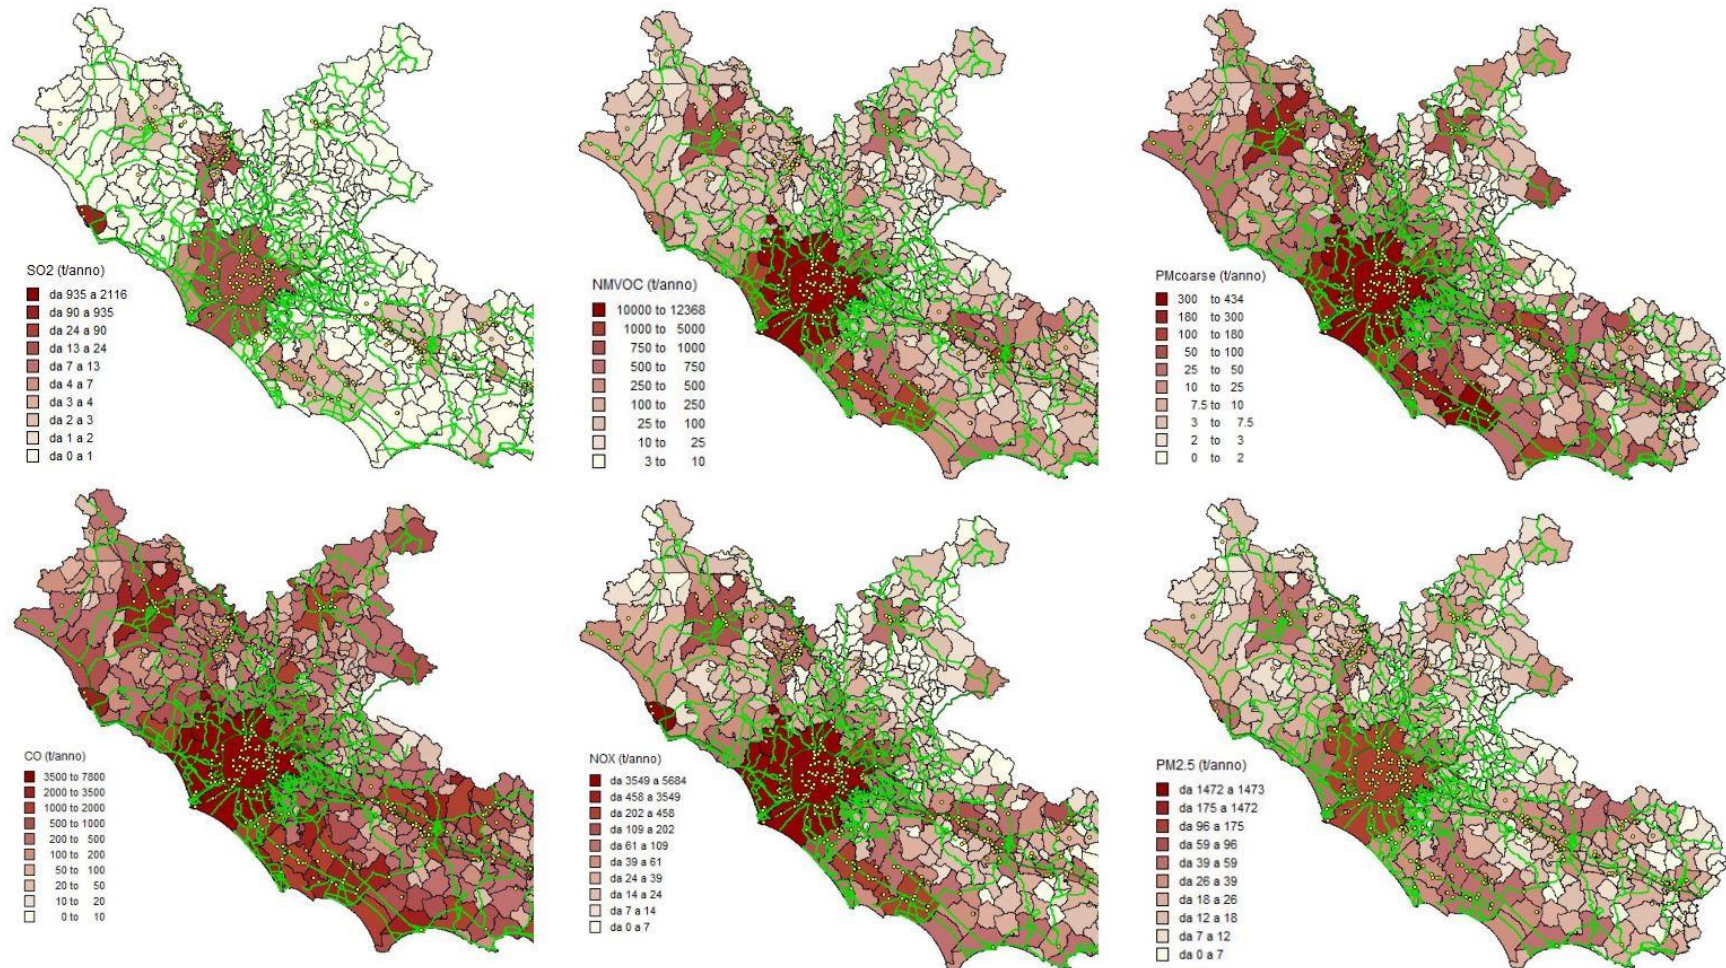 SO2 (t/anno)
da 935 a 2116
da 90 a 935
da 24 a 90
da 13 a 24
da 7 a 13
da 4 a 7
da 3 a 4
da 2 a 3
da 1 a 2
da 0 a 1
NMVOC (t/anno)
10000 to 12368
1000 to 5000
750 to 1000
500 to 750
250 to 500
100 to 250
25 to 100
10 to 25
3 to 10
PMcoarse (t/anno)
300 to 434
180 to 300
100 to 180
50 to 100
25 to 50
10 to 25
7.5 to 10
3 to 7.5
2 to 3
0 to 2
CO (t/anno)
3500 to 7800
2000 to 3500
1000 to 2000
500 to 1000
200 to 500
100 to 200
50 to 100
20 to 50
10 to 20
0 to 10
NOX (t/anno)
da 3549 a 5684
da 458 a 3549
da 202 a 458
da 109 a 202
da 61 a 109
da 39 a 61
da 24 a 39
da 14 a 24
da 7 a 14
da 0 a 7
PM2.5 (t/anno)
da 1472 a 1473
da 175 a 1472
da 96 a 175
da 59 a 96
da 39 a 59
da 26 a 39
da 18 a 26
da 12 a 18
da 7 a 12
da 0 a 7